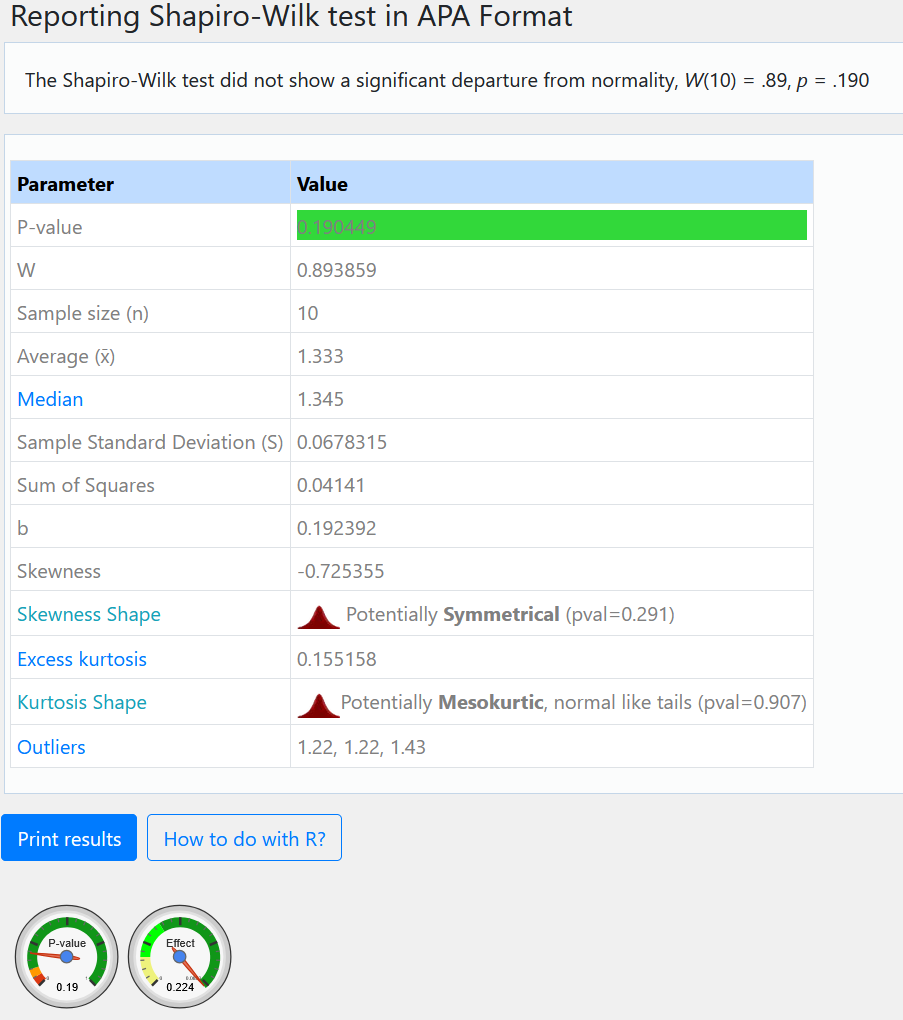 Reporting Shapiro-Wilk test in APA Format
The Shapiro-Wilk test did not show a significant departure from normality, W(10) = .89, p = .190
Parameter Value
P-value 0.190449
W 0.893859
Sample size (n) 10
Average (x̄) 1.333
Median 1.345
Sample Standard Deviation (S) 0.0678315
Sum of Squares 0.04141
b 0.192392
Skewness -0.725355
Skewness Shape Potentially Symmetrical (pval=0.291)
Excess kurtosis 0.155158
Kurtosis Shape Potentially Mesokurtic, normal like tails (pval=0.907)
Outliers 1.22, 1.22, 1.43
Print results How to do with R?
P-value Effect
0.19 0.224